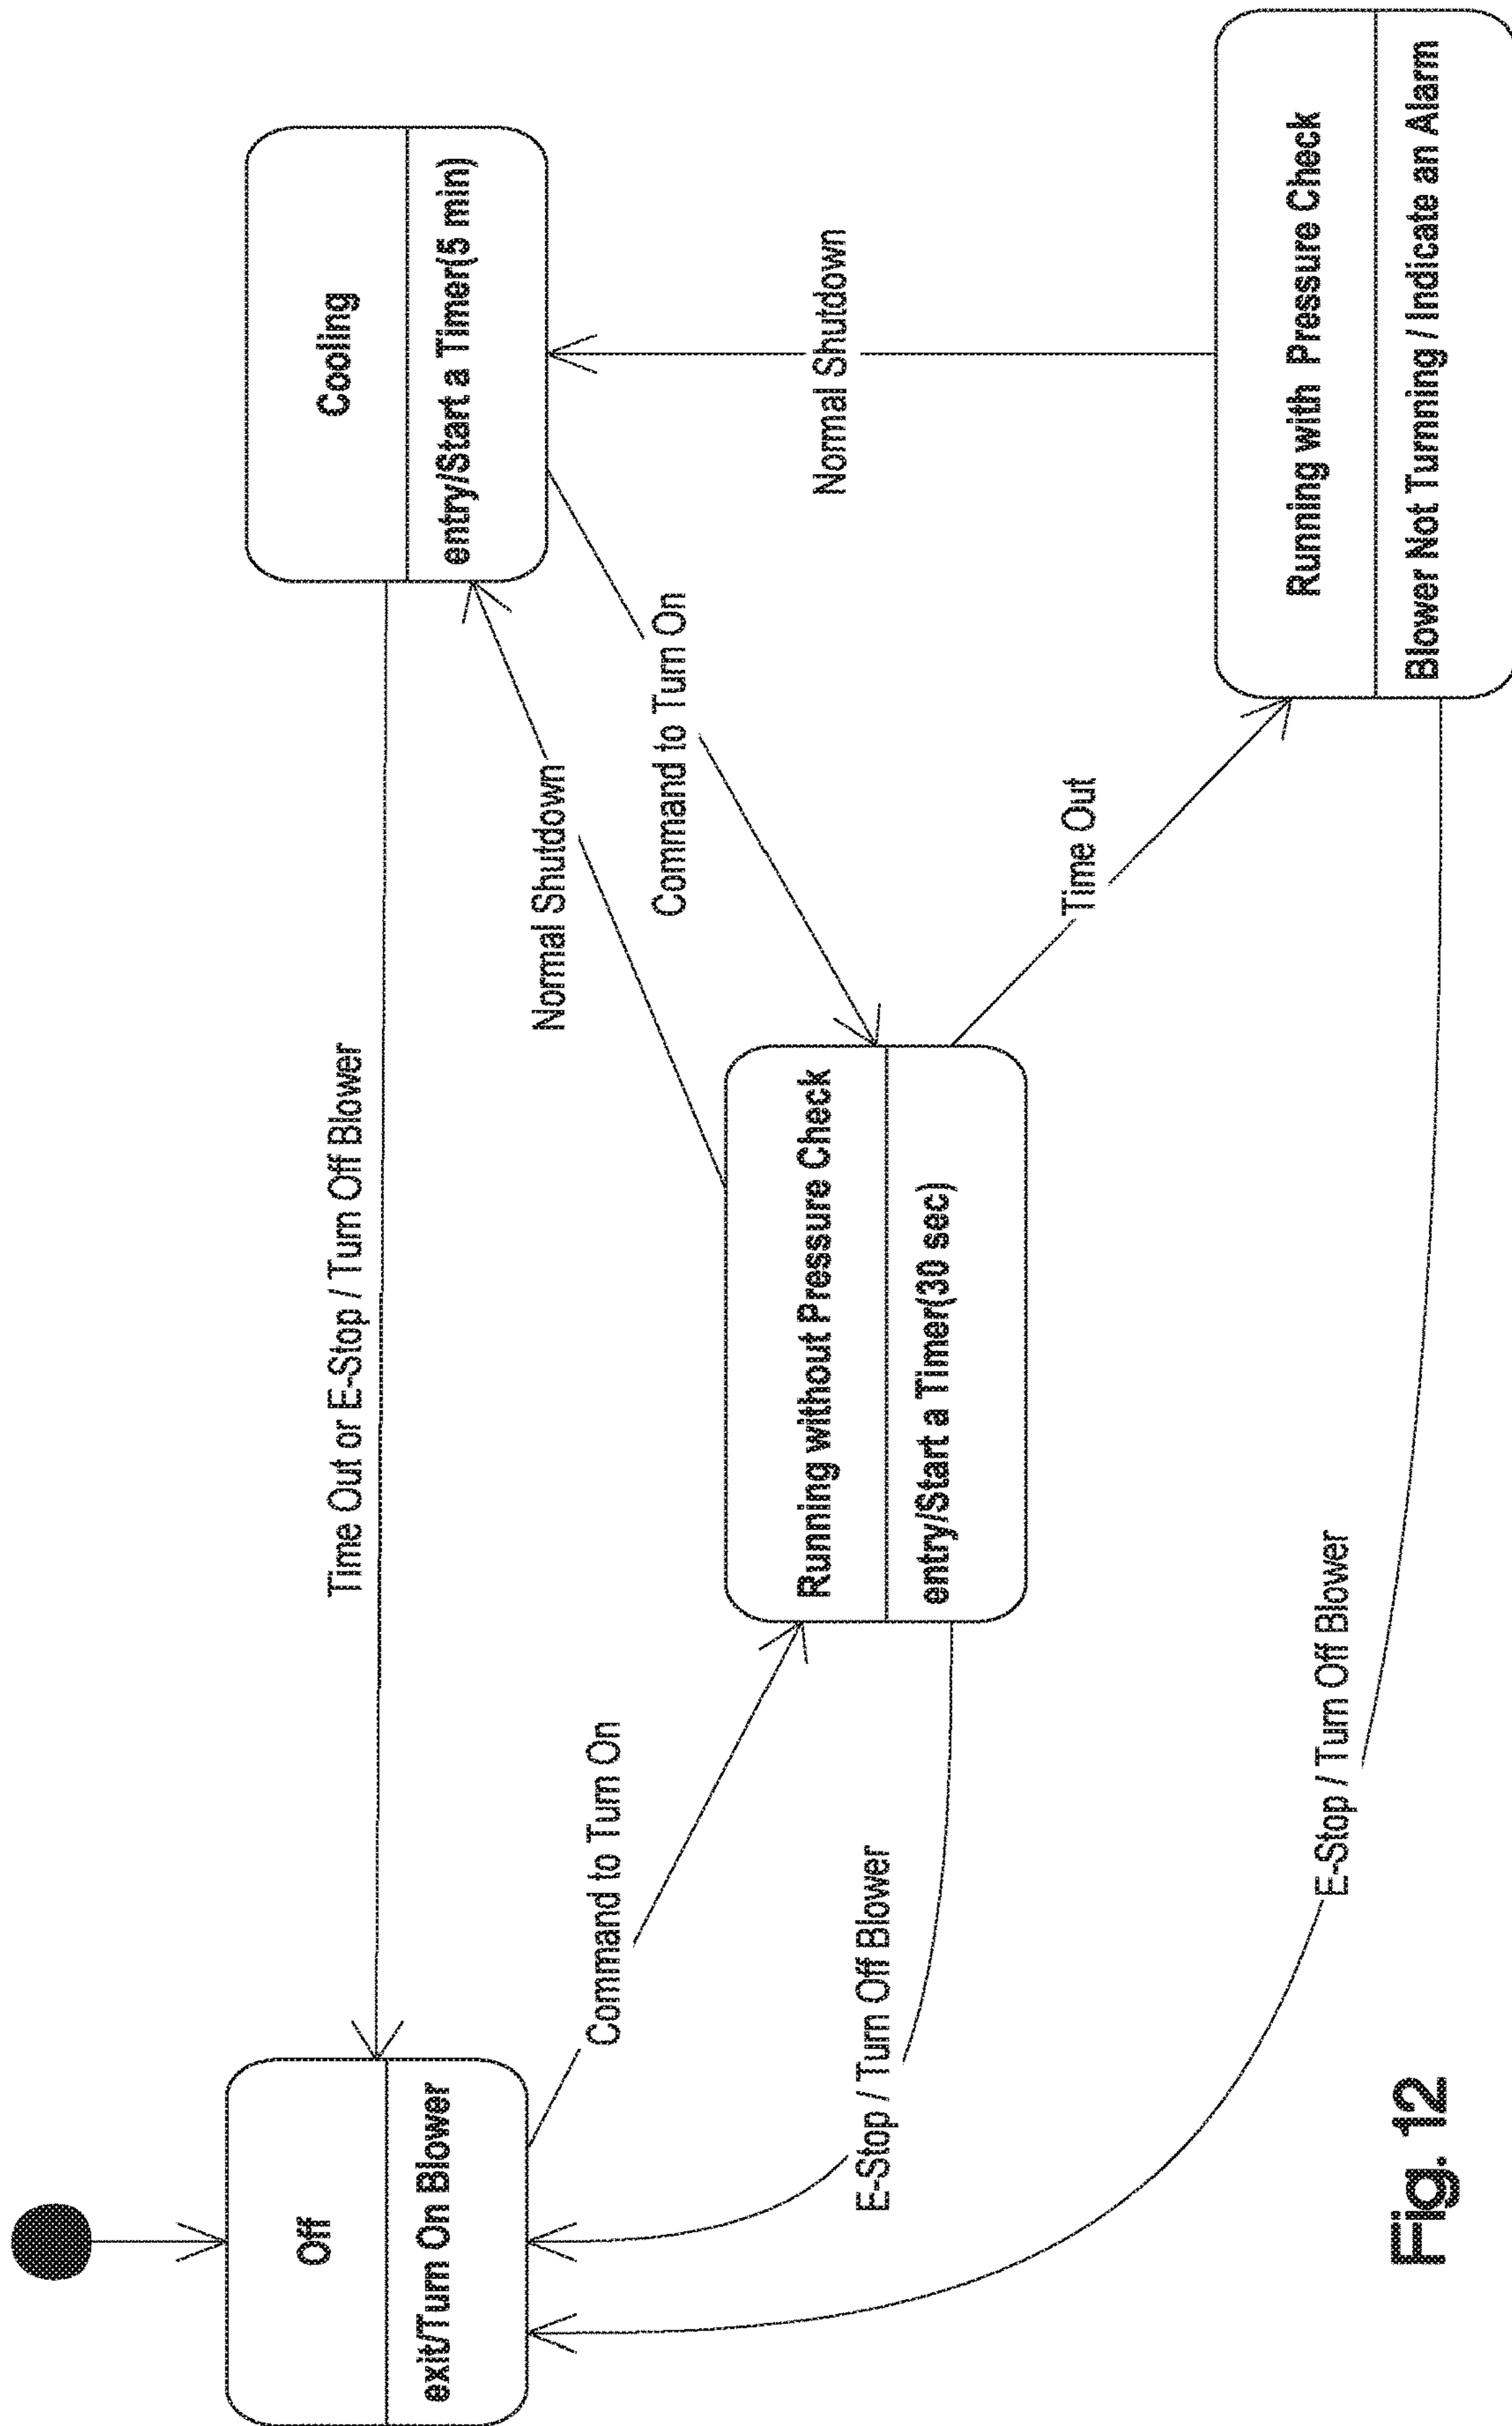 Off
exit/Turn On Blower
Time Out or E-Stop / Turn Off Blower
Cooling
entry/Start a Timer(5 min)
Normal Shutdown
Command to Turn On
Command to Turn On
Running without Pressure Check
entry/Start a Timer(30 sec)
Normal Shutdown
E-Stop / Turn Off Blower
Time Out
Running with Pressure Check
Blower Not Turnning / Indicate an Alarm
E-Stop / Turn Off Blower
Fig. 12